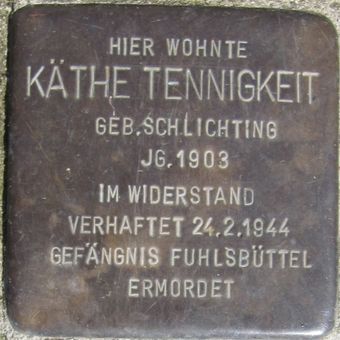 HIER WOHNTE
KÄTHE TENNIGKEIT
GEB.SCHLICHTING
JG.1903
IM WIDERSTAND
VERHAFTET 24.2.1944
GEFÄNGNIS FUHLSBÜTTEL
ERMORDET